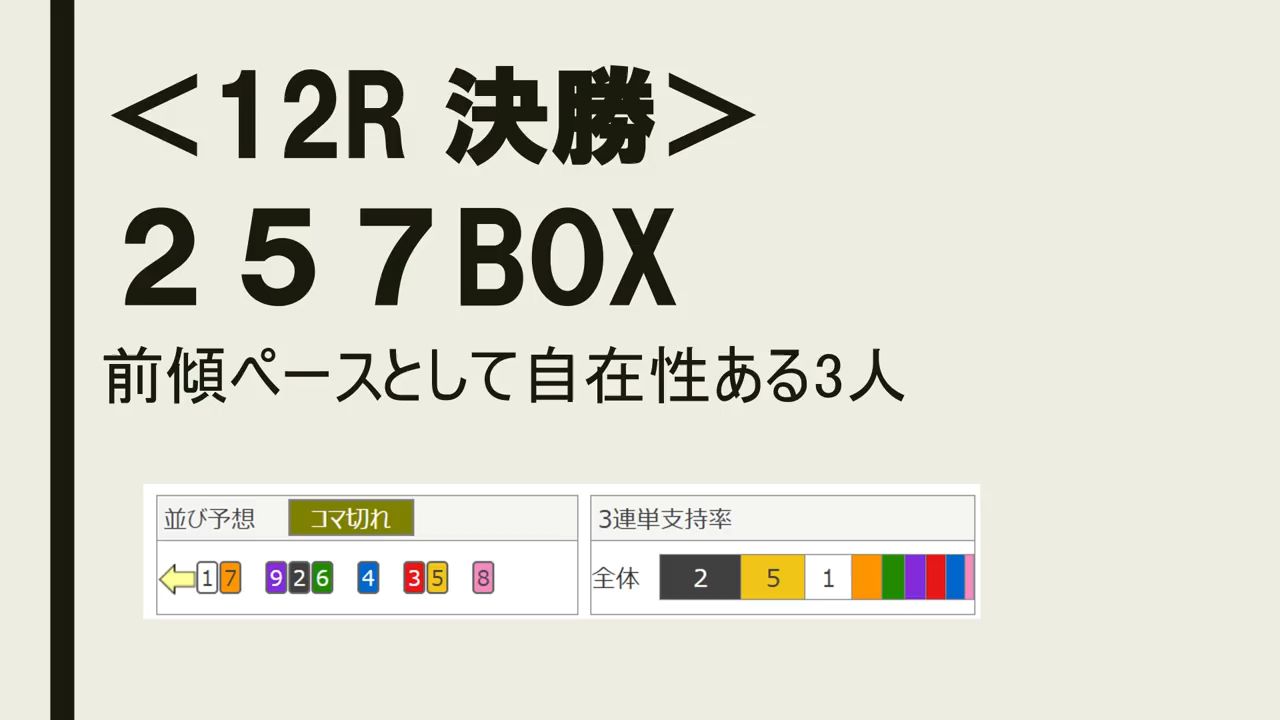 ＜12R 決勝＞
２５７BOX
前傾ペースとして自在性ある3人
並び予想 コマ切れ
1 7 9 2 6 4 3 5 8
3連単支持率
全体 2 5 1